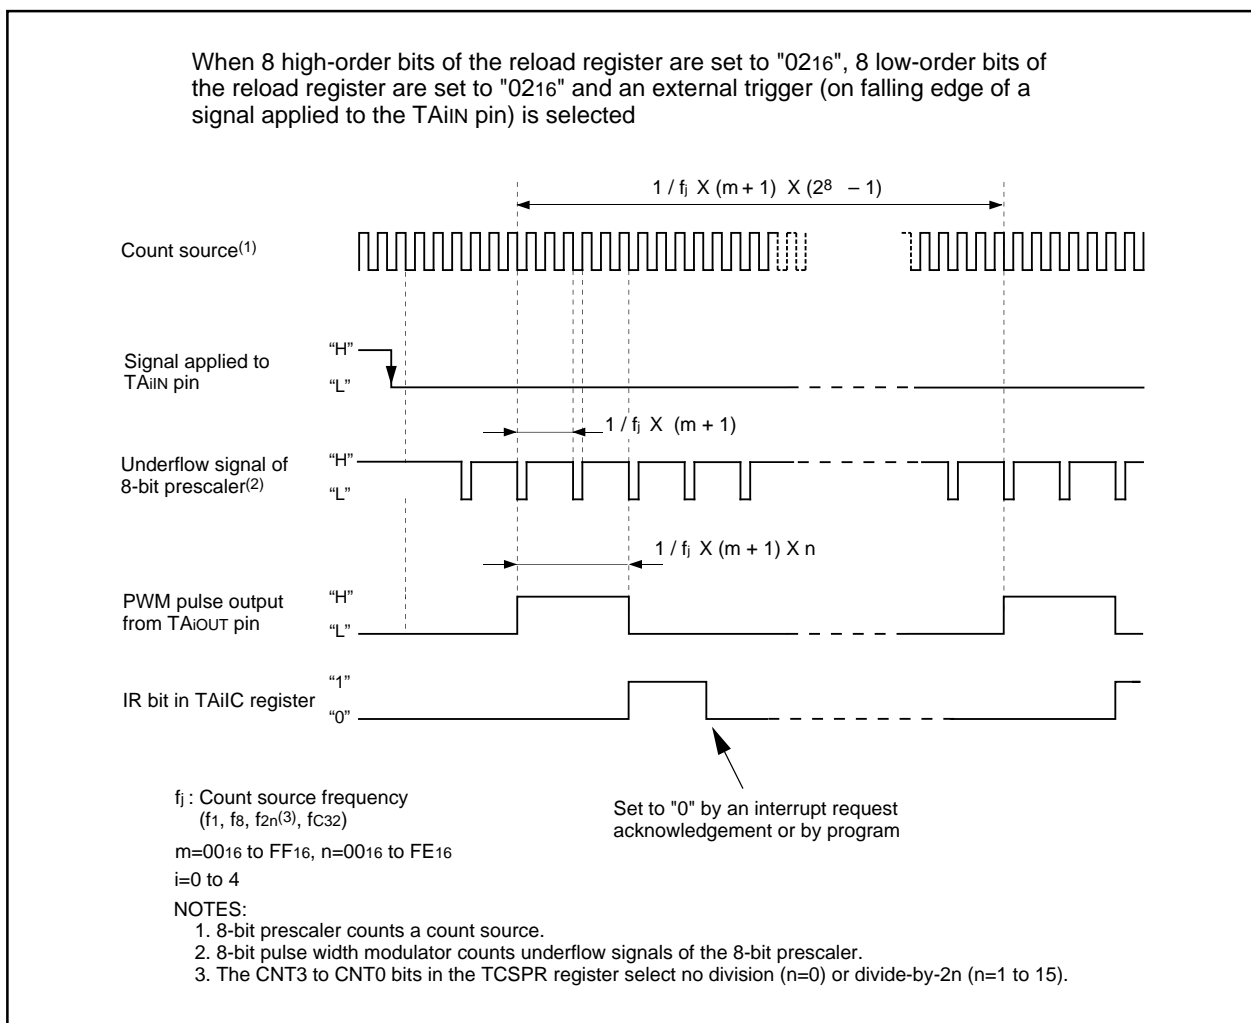 When 8 high-order bits of the reload register are set to "0216", 8 low-order bits of
the reload register are set to "0216" and an external trigger (on falling edge of a
signal applied to the TAiIN pin) is selected
1 / fj X (m + 1) X (2⁸ – 1)
Count source(1)
“H”
Signal applied to
TAiIN pin
“L”
1 / fj X (m + 1)
“H”
Underflow signal of
8-bit prescaler(2)
“L”
1 / fj X (m + 1) X n
“H”
PWM pulse output
from TAiOUT pin
“L”
“1”
IR bit in TAiIC register
“0”
fj : Count source frequency
(f1, f8, f2n(3), fC32)
Set to "0" by an interrupt request
acknowledgement or by program
m=0016 to FF16, n=0016 to FE16
i=0 to 4
NOTES:
1. 8-bit prescaler counts a count source.
2. 8-bit pulse width modulator counts underflow signals of the 8-bit prescaler.
3. The CNT3 to CNT0 bits in the TCSPR register select no division (n=0) or divide-by-2n (n=1 to 15).